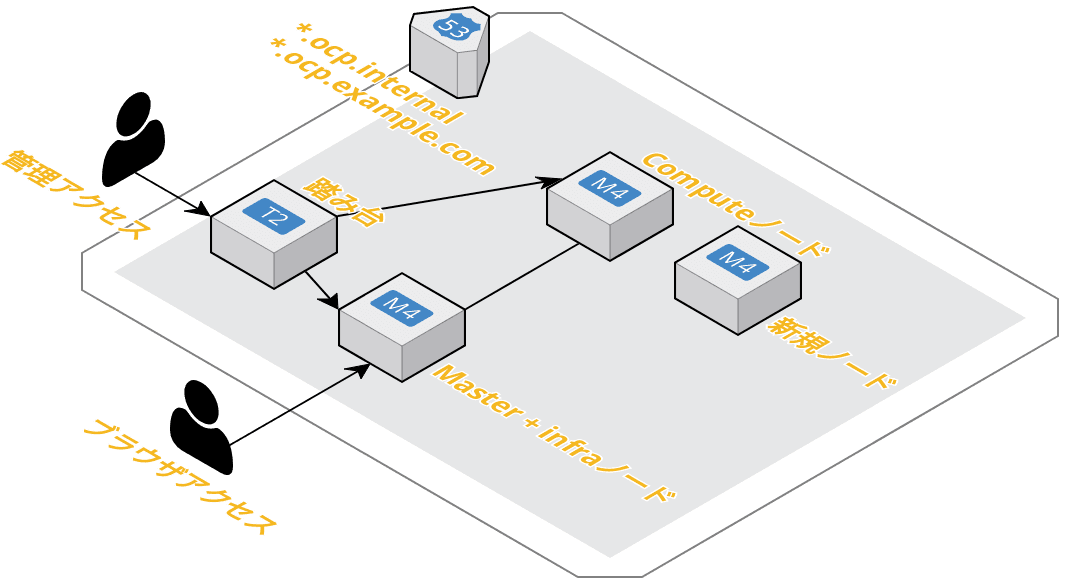 53
*.ocp.internal
*.ocp.example.com
管理アクセス
T2
踏み台
M4
Computeノード
M4
新規ノード
M4
Master + infraノード
ブラウザアクセス